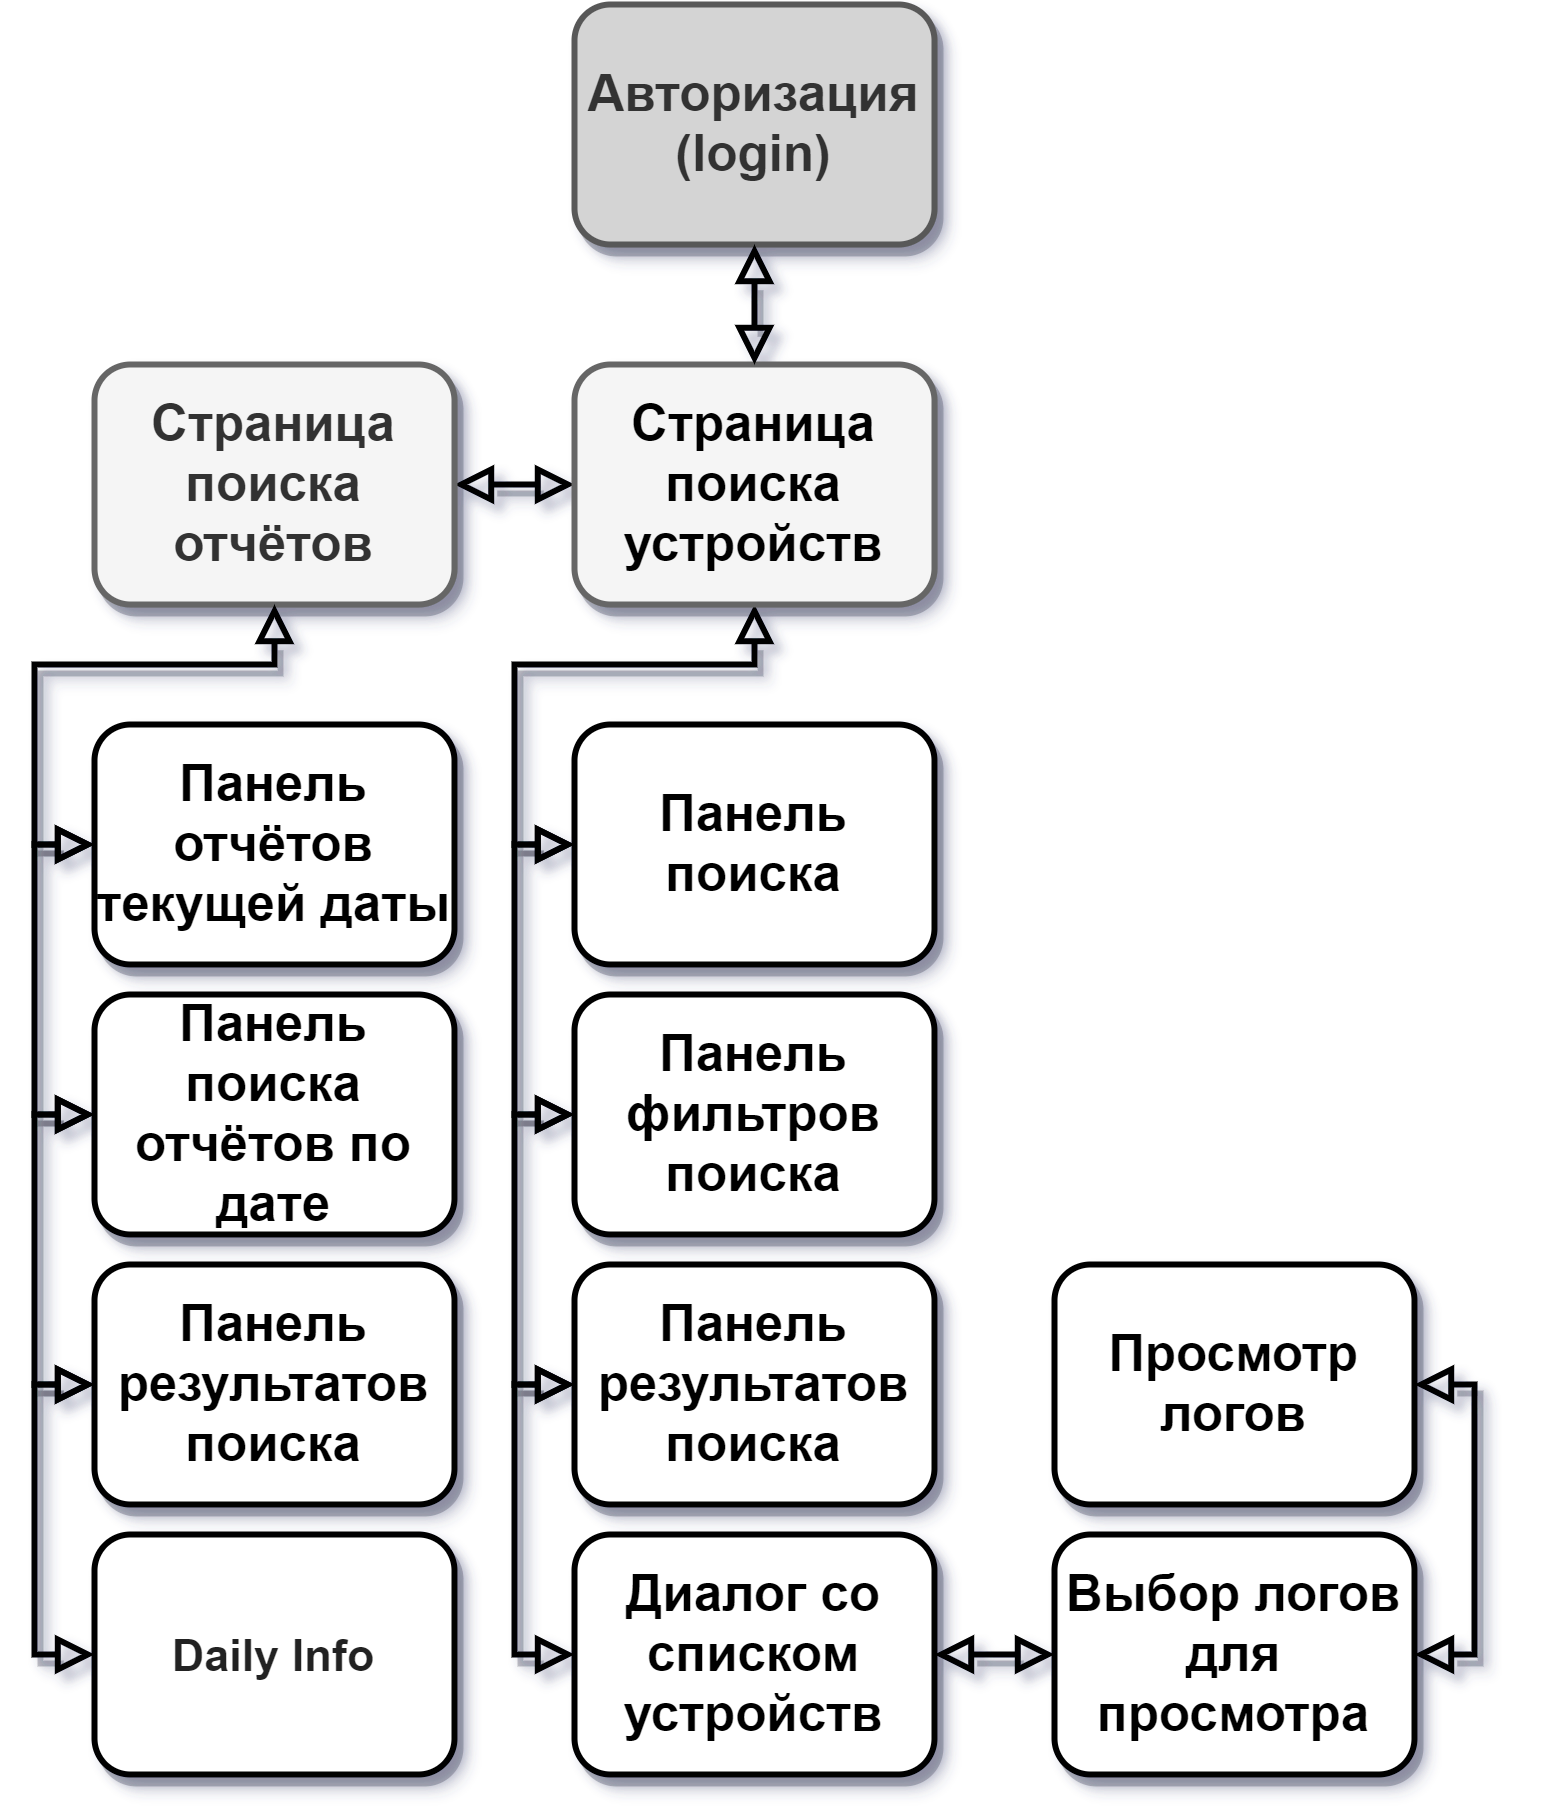 Авторизация
(login)
Страница
поиска
отчётов
Страница
поиска
устройств
Панель
отчётов
текущей даты
Панель
поиска
Панель
поиска
отчётов по
дате
Панель
фильтров
поиска
Панель
результатов
поиска
Панель
результатов
поиска
Просмотр
логов
Daily Info
Диалог со
списком
устройств
Выбор логов
для
просмотра